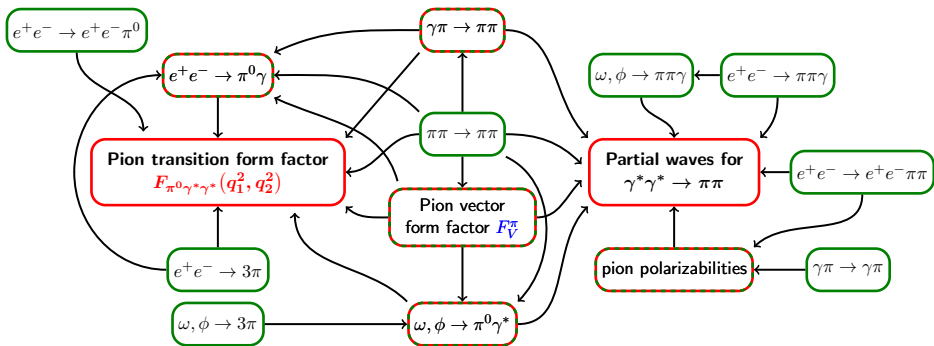 e⁺e⁻ → e⁺e⁻π⁰
γπ → ππ
ω, ϕ → ππγ
e⁺e⁻ → ππγ
e⁺e⁻ → π⁰γ
ππ → ππ
Pion transition form factor
F_{π⁰γ*γ*}(q₁², q₂²)
Partial waves for
γ*γ* → ππ
e⁺e⁻ → e⁺e⁻ππ
Pion vector
form factor F_V^π
e⁺e⁻ → 3π
pion polarizabilities
γπ → γπ
ω, ϕ → 3π
ω, ϕ → π⁰γ*